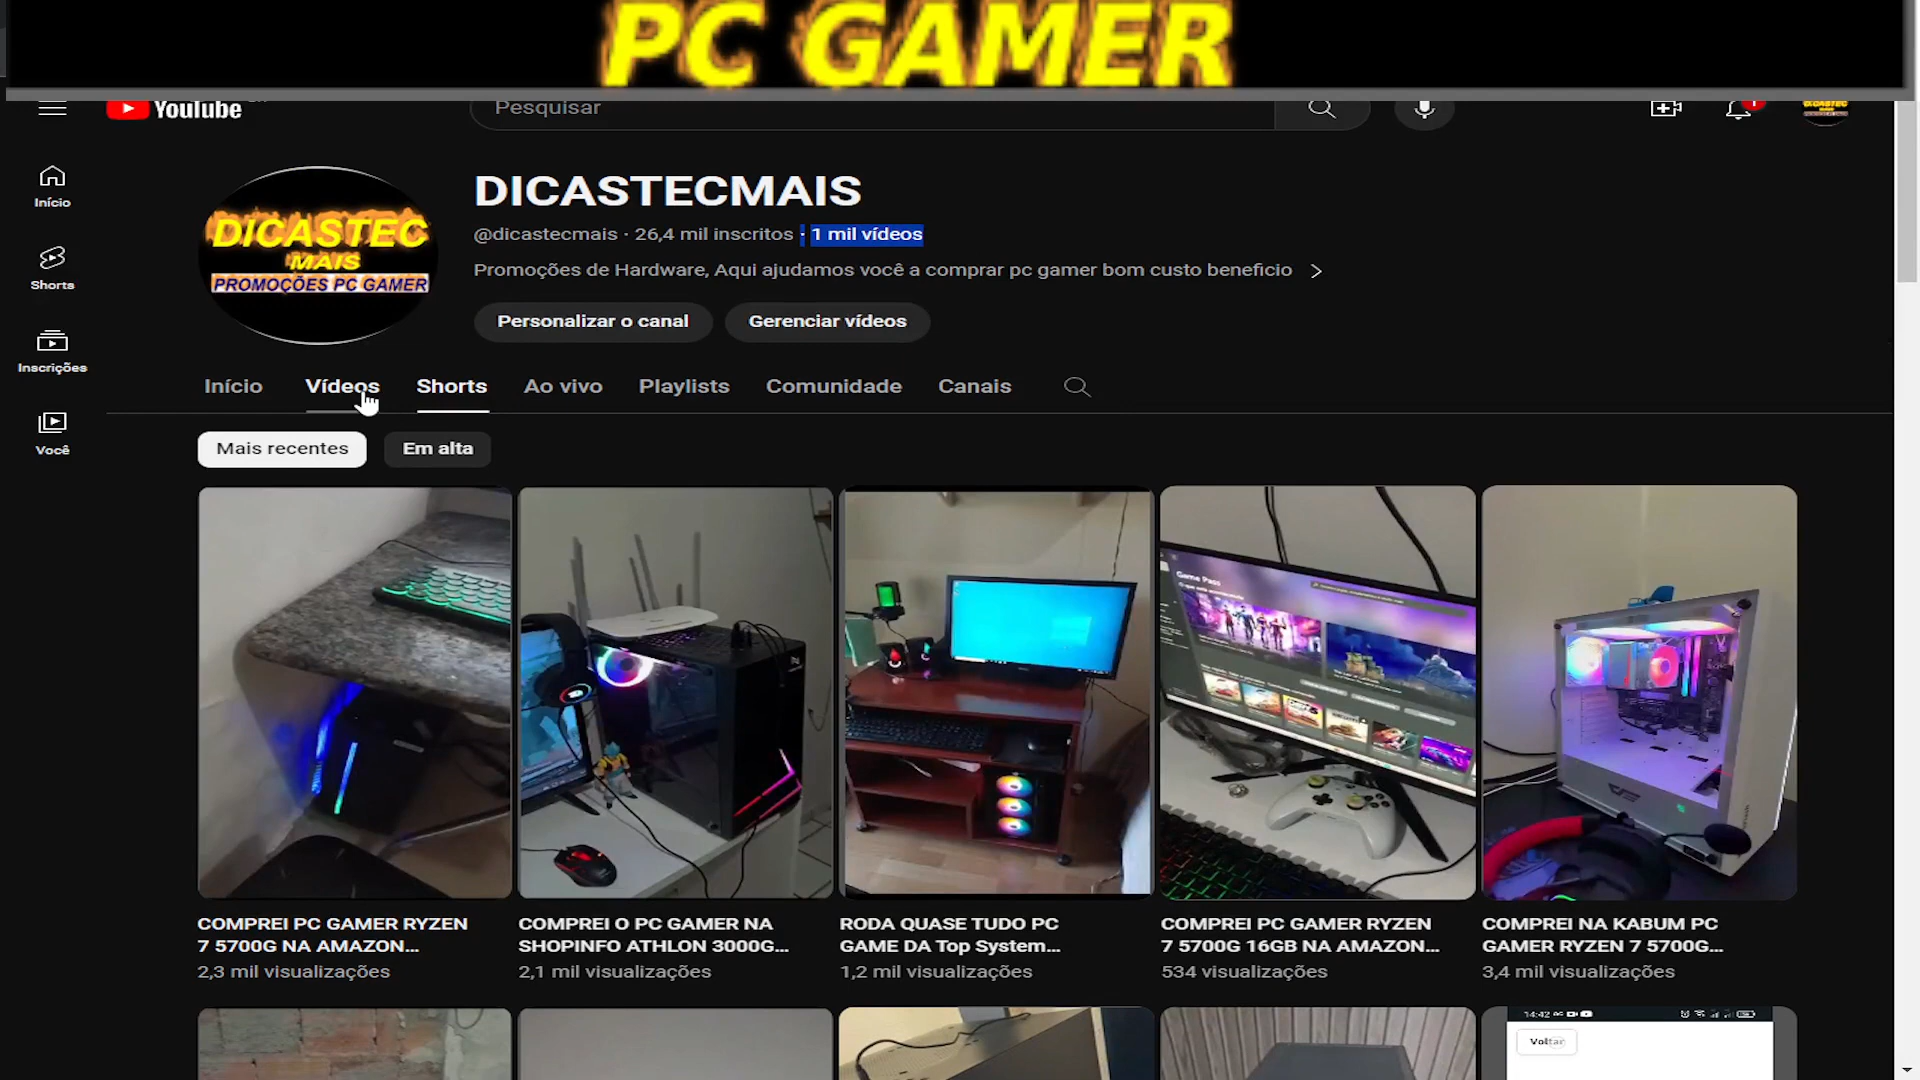 PC GAMER
YouTube
Pesquisar
DICASTEC
MAIS
PROMOÇÕES PC GAMER
DICASTECMAIS
@dicastecmais · 26,4 mil inscritos · 1 mil vídeos
Promoções de Hardware, Aqui ajudamos você a comprar pc gamer bom custo beneficio
Personalizar o canal
Gerenciar vídeos
Início
Shorts
Inscrições
Você
Início Vídeos Shorts Ao vivo Playlists Comunidade Canais
Mais recentes
Em alta
Game Pass
COMPREI PC GAMER RYZEN
7 5700G NA AMAZON...
2,3 mil visualizações
COMPREI O PC GAMER NA
SHOPINFO ATHLON 3000G...
2,1 mil visualizações
RODA QUASE TUDO PC
GAME DA Top System...
1,2 mil visualizações
COMPREI PC GAMER RYZEN
7 5700G 16GB NA AMAZON...
534 visualizações
COMPREI NA KABUM PC
GAMER RYZEN 7 5700G...
3,4 mil visualizações
14:42
Voltar